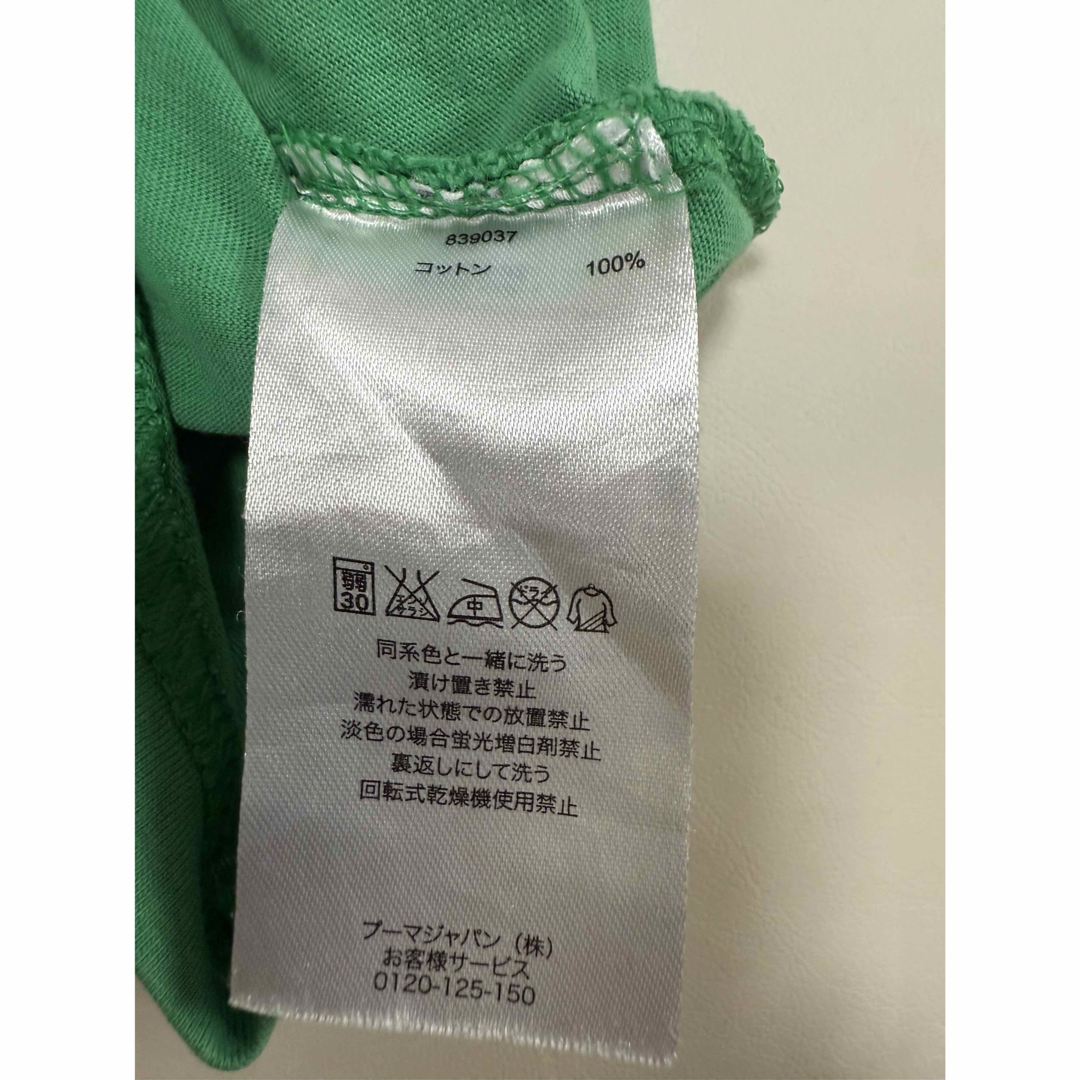 839037
コットン 100%
弱
30
エンソ
サラシ
中
ドライ
同系色と一緒に洗う
漬け置き禁止
濡れた状態での放置禁止
淡色の場合蛍光増白剤禁止
裏返しにして洗う
回転式乾燥機使用禁止
プーマジャパン（株）
お客様サービス
0120-125-150